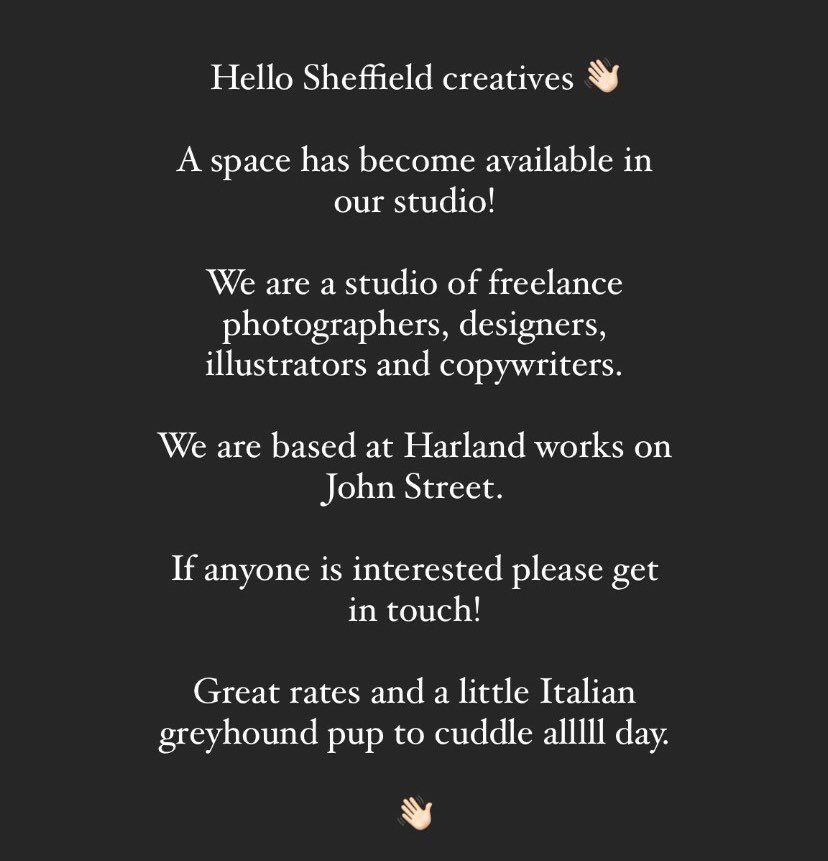 Hello Sheffield creatives 👋🏻
A space has become available in
our studio!
We are a studio of freelance
photographers, designers,
illustrators and copywriters.
We are based at Harland works on
John Street.
If anyone is interested please get
in touch!
Great rates and a little Italian
greyhound pup to cuddle alllll day.
👋🏻